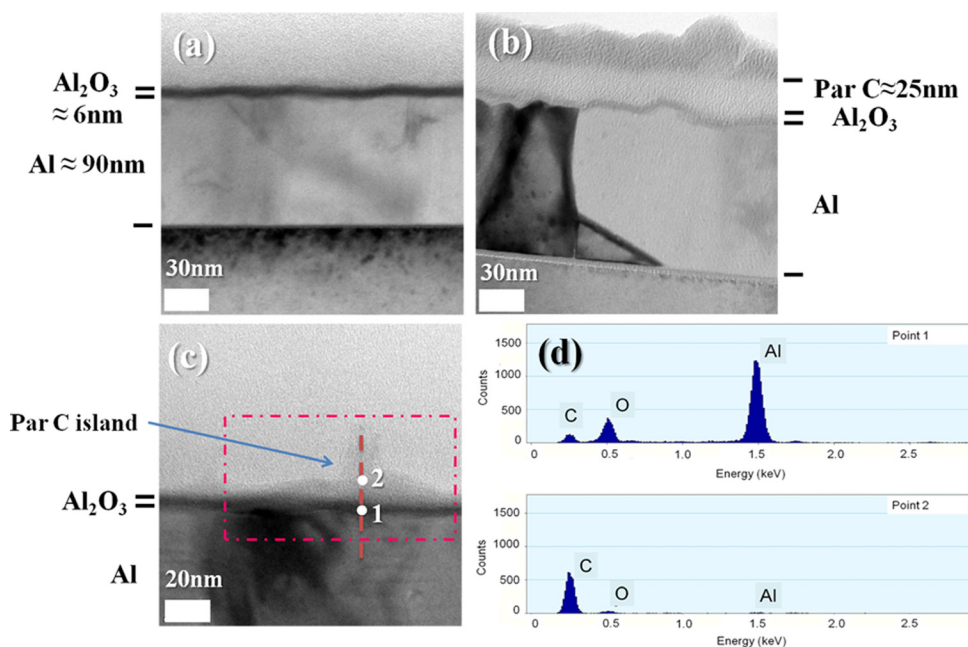 (a)
Al₂O₃
≈ 6nm
Al ≈ 90nm
30nm
(b)
Par C≈25nm
Al₂O₃
Al
30nm
(c)
Par C island
2
1
Al₂O₃
Al
20nm
(d)
Point 1
1500
1000
500
0
Counts
C
O
Al
0 0.5 1.0 1.5 2.0 2.5
Energy (keV)
Point 2
1500
1000
500
0
Counts
C
O
Al
0 0.5 1.0 1.5 2.0 2.5
Energy (keV)